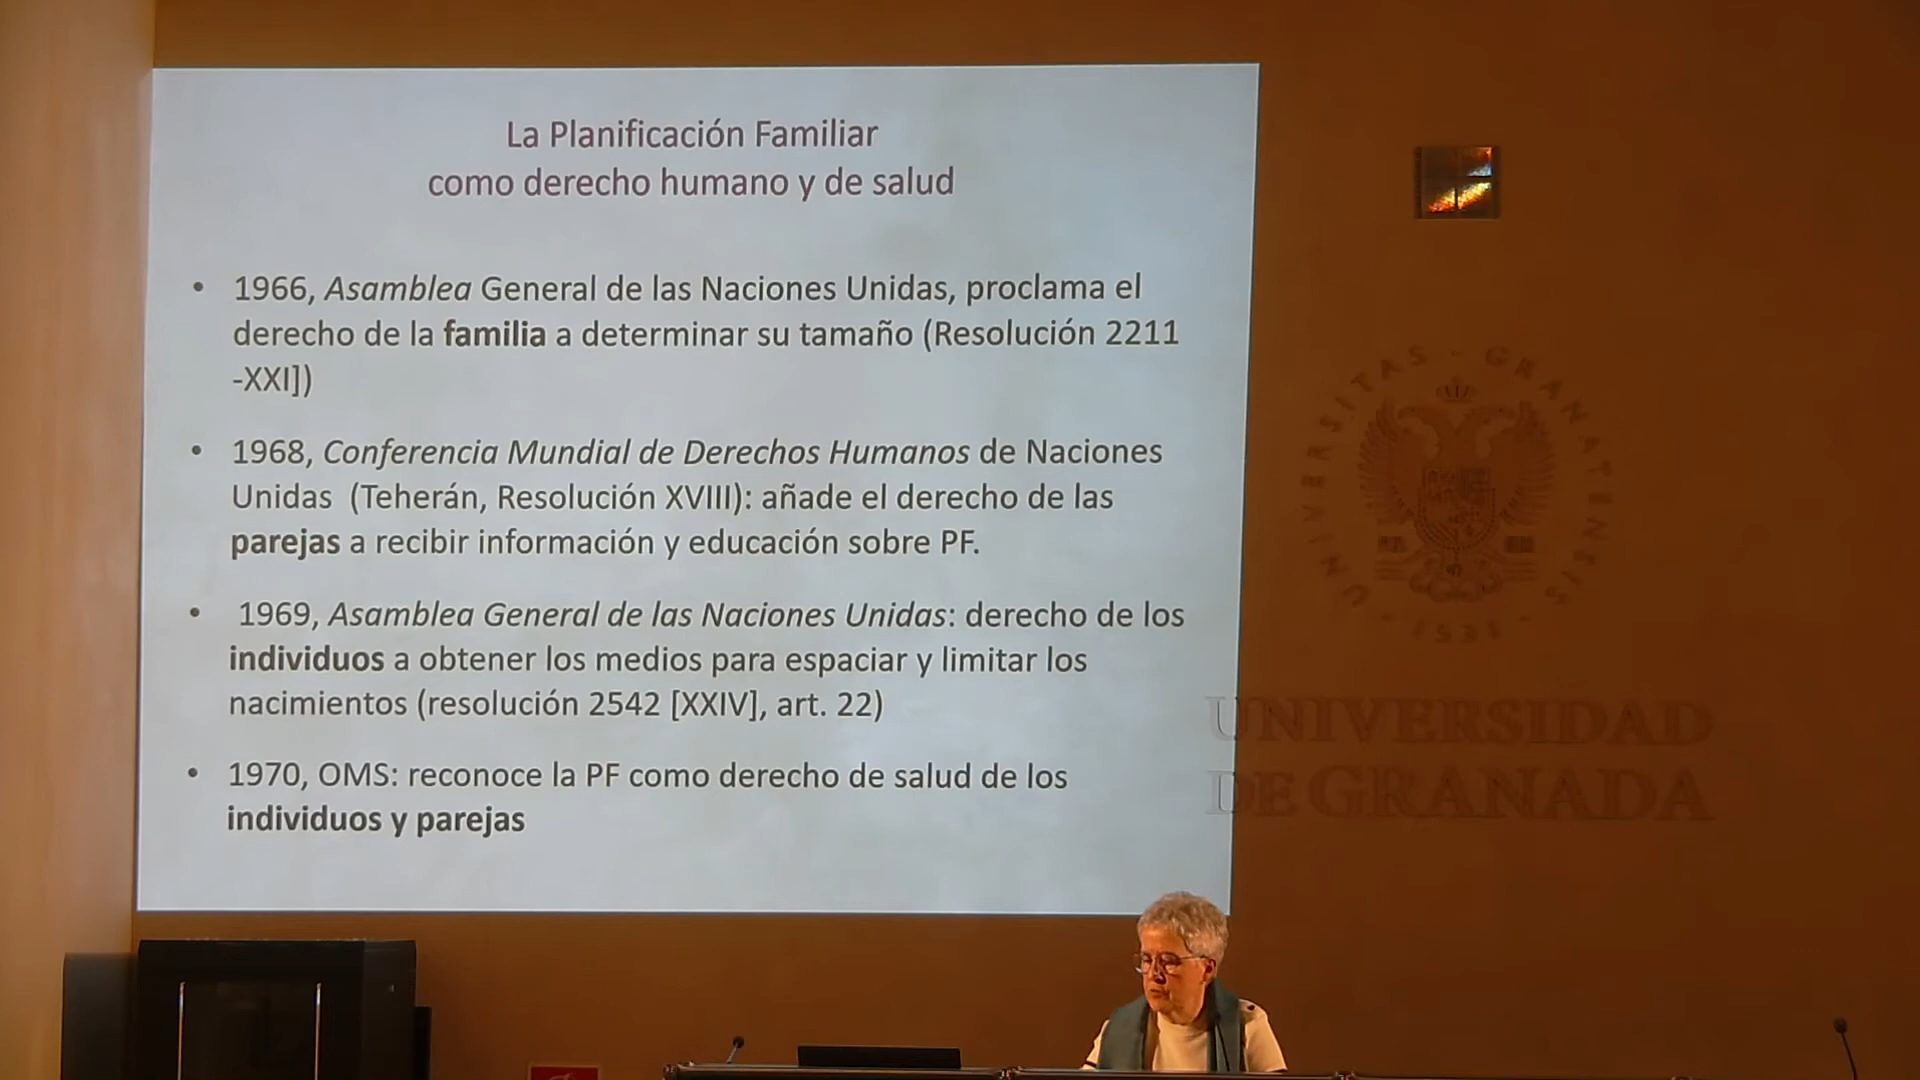 La Planificación Familiar
como derecho humano y de salud
• 1966, Asamblea General de las Naciones Unidas, proclama el
derecho de la familia a determinar su tamaño (Resolución 2211
-XXI])
• 1968, Conferencia Mundial de Derechos Humanos de Naciones
Unidas (Teherán, Resolución XVIII): añade el derecho de las
parejas a recibir información y educación sobre PF.
• 1969, Asamblea General de las Naciones Unidas: derecho de los
individuos a obtener los medios para espaciar y limitar los
nacimientos (resolución 2542 [XXIV], art. 22)
• 1970, OMS: reconoce la PF como derecho de salud de los
individuos y parejas
UNIVERSITAS · GRANATENSIS
· 1531 ·
UNIVERSIDAD
DE GRANADA